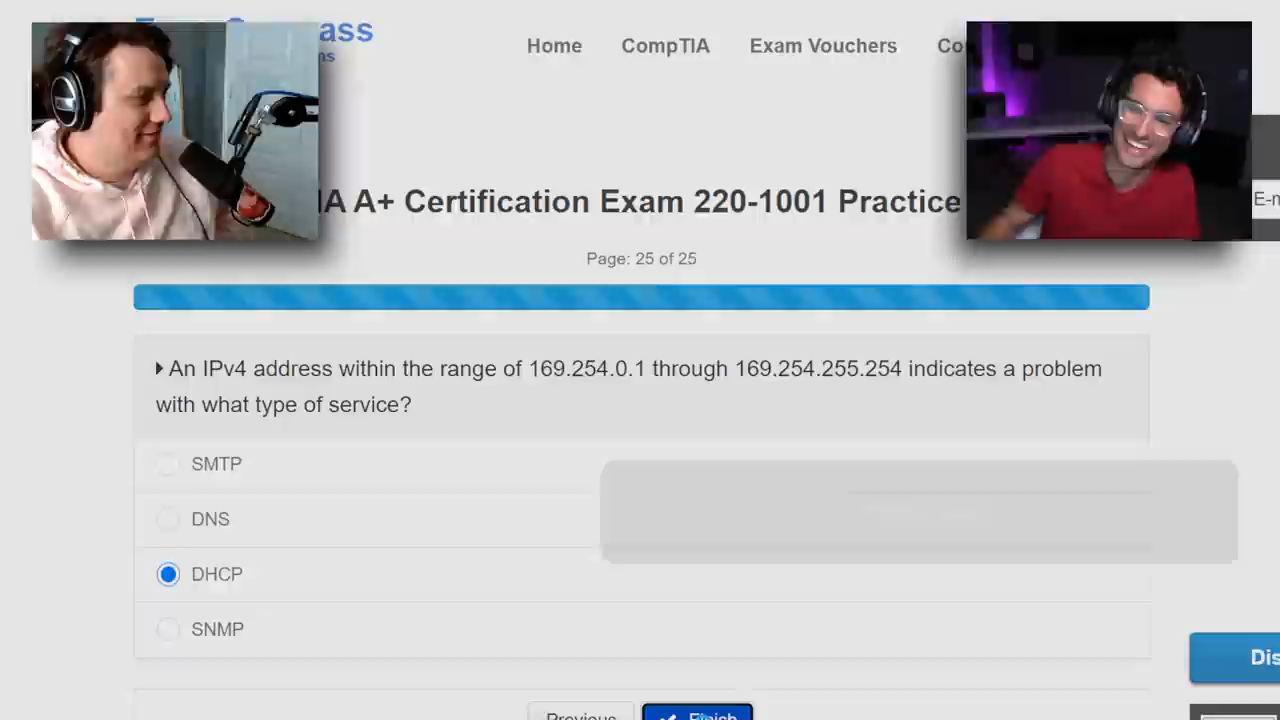 Home
CompTIA
Exam Vouchers
A+ Certification Exam 220-1001 Practice
Page: 25 of 25
An IPv4 address within the range of 169.254.0.1 through 169.254.255.254 indicates a problem
with what type of service?
SMTP
DNS
DHCP
SNMP
Previous
Finish